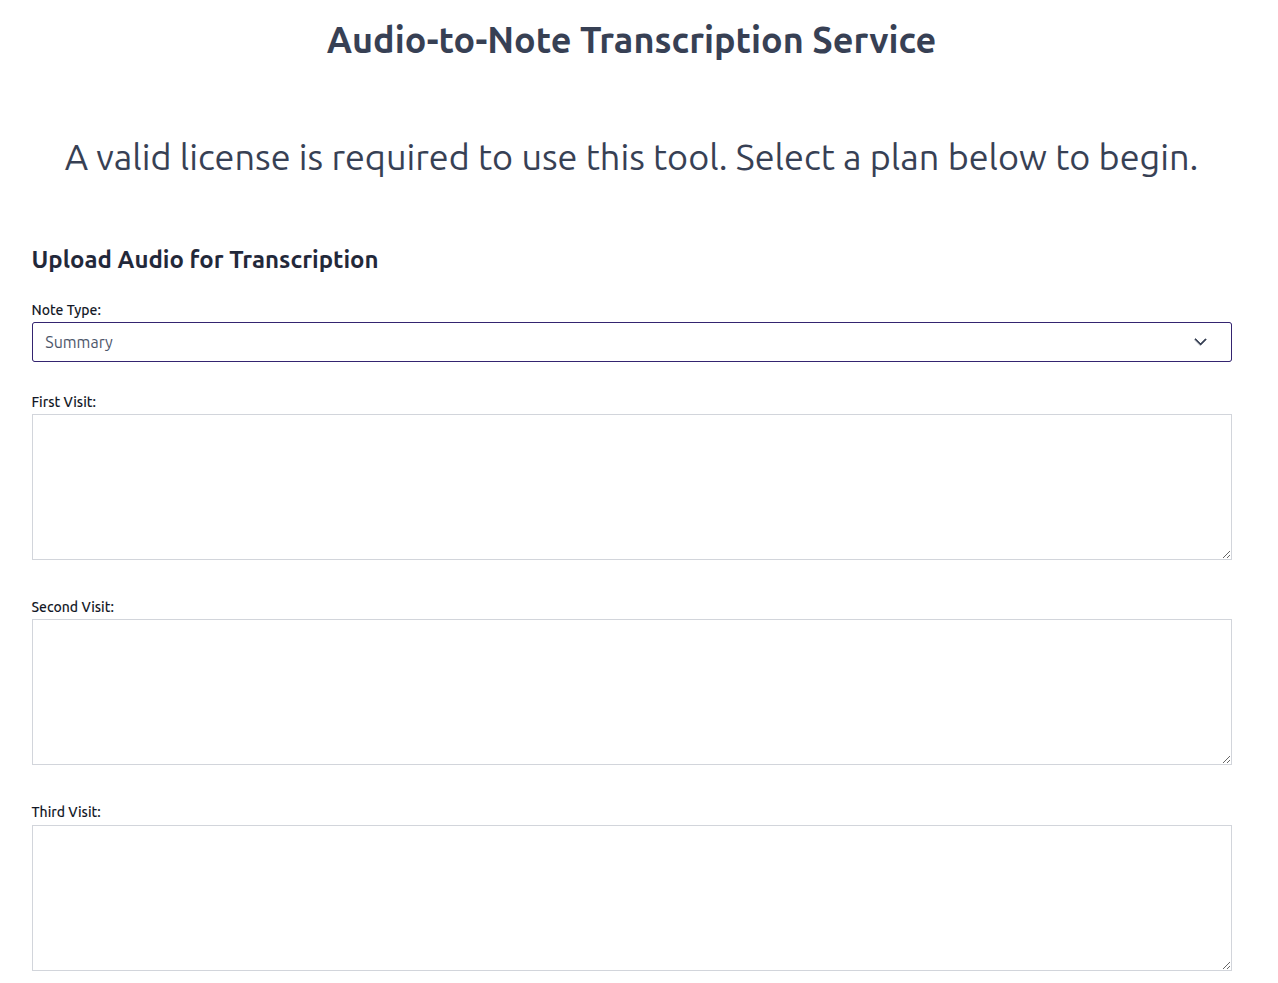 Audio-to-Note Transcription Service
A valid license is required to use this tool. Select a plan below to begin.
Upload Audio for Transcription
Note Type:
Summary
First Visit:
Second Visit:
Third Visit: